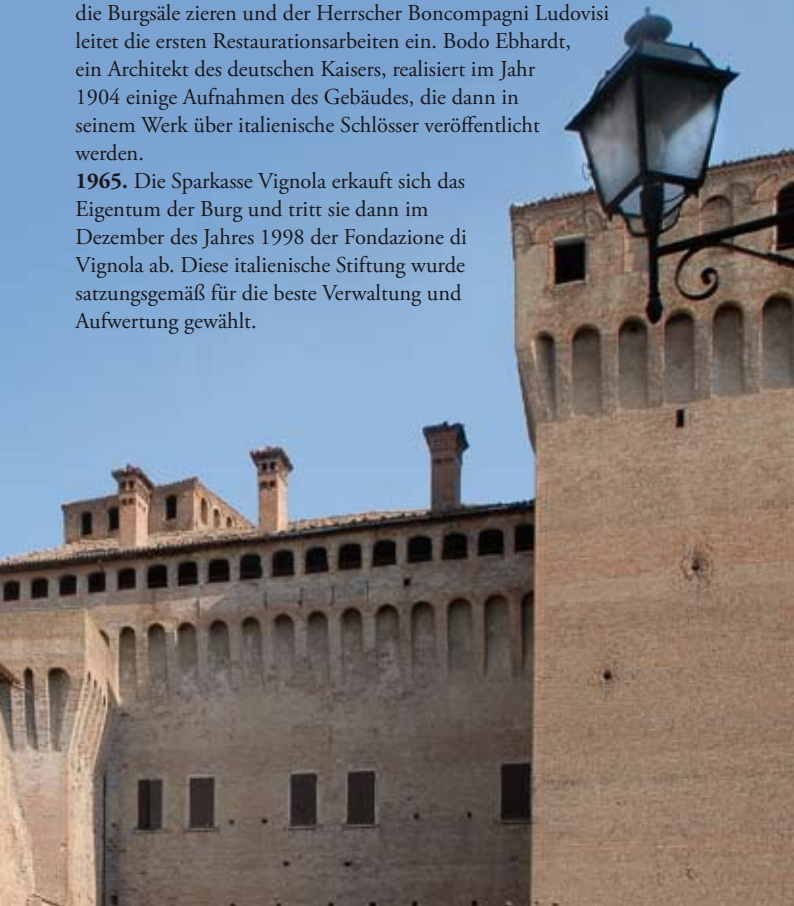 die Burgsäle zieren und der Herrscher Boncompagni Ludovisi
leitet die ersten Restaurationsarbeiten ein. Bodo Ebhardt,
ein Architekt des deutschen Kaisers, realisiert im Jahr
1904 einige Aufnahmen des Gebäudes, die dann in
seinem Werk über italienische Schlösser veröffentlicht
werden.
1965. Die Sparkasse Vignola erkauft sich das
Eigentum der Burg und tritt sie dann im
Dezember des Jahres 1998 der Fondazione di
Vignola ab. Diese italienische Stiftung wurde
satzungsgemäß für die beste Verwaltung und
Aufwertung gewählt.